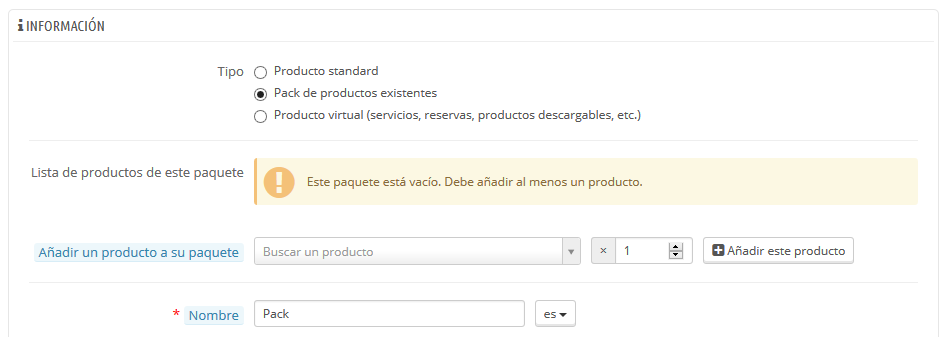 INFORMACIÓN
Tipo Producto standard
Pack de productos existentes
Producto virtual (servicios, reservas, productos descargables, etc.)
Lista de productos de este paquete Este paquete está vacío. Debe añadir al menos un producto.
Añadir un producto a su paquete Buscar un producto × 1 Añadir este producto
* Nombre Pack es